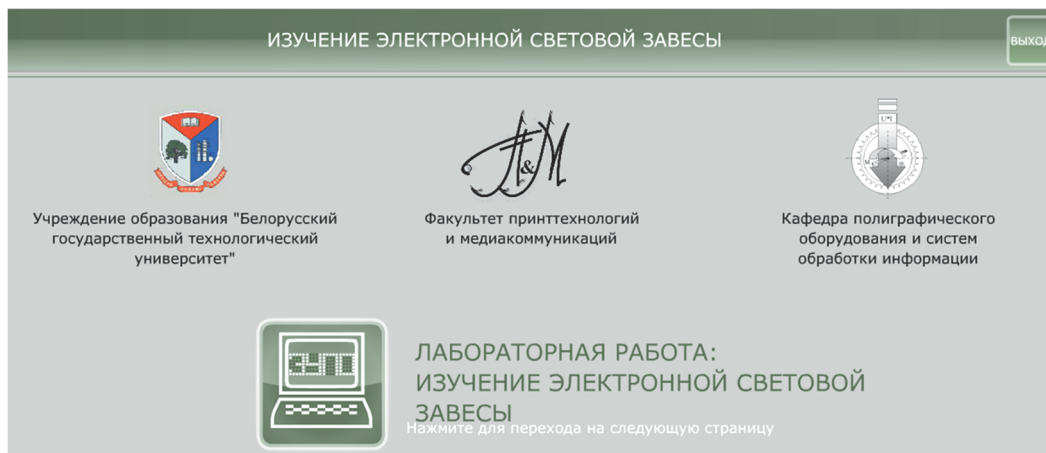 ИЗУЧЕНИЕ ЭЛЕКТРОННОЙ СВЕТОВОЙ ЗАВЕСЫ
ВЫХОД
Учреждение образования "Белорусский
государственный технологический
университет"
П&М
Факультет принттехнологий
и медиакоммуникаций
Кафедра полиграфического
оборудования и систем
обработки информации
ЭУПС
ЛАБОРАТОРНАЯ РАБОТА:
ИЗУЧЕНИЕ ЭЛЕКТРОННОЙ СВЕТОВОЙ
ЗАВЕСЫ
Нажмите для перехода на следующую страницу